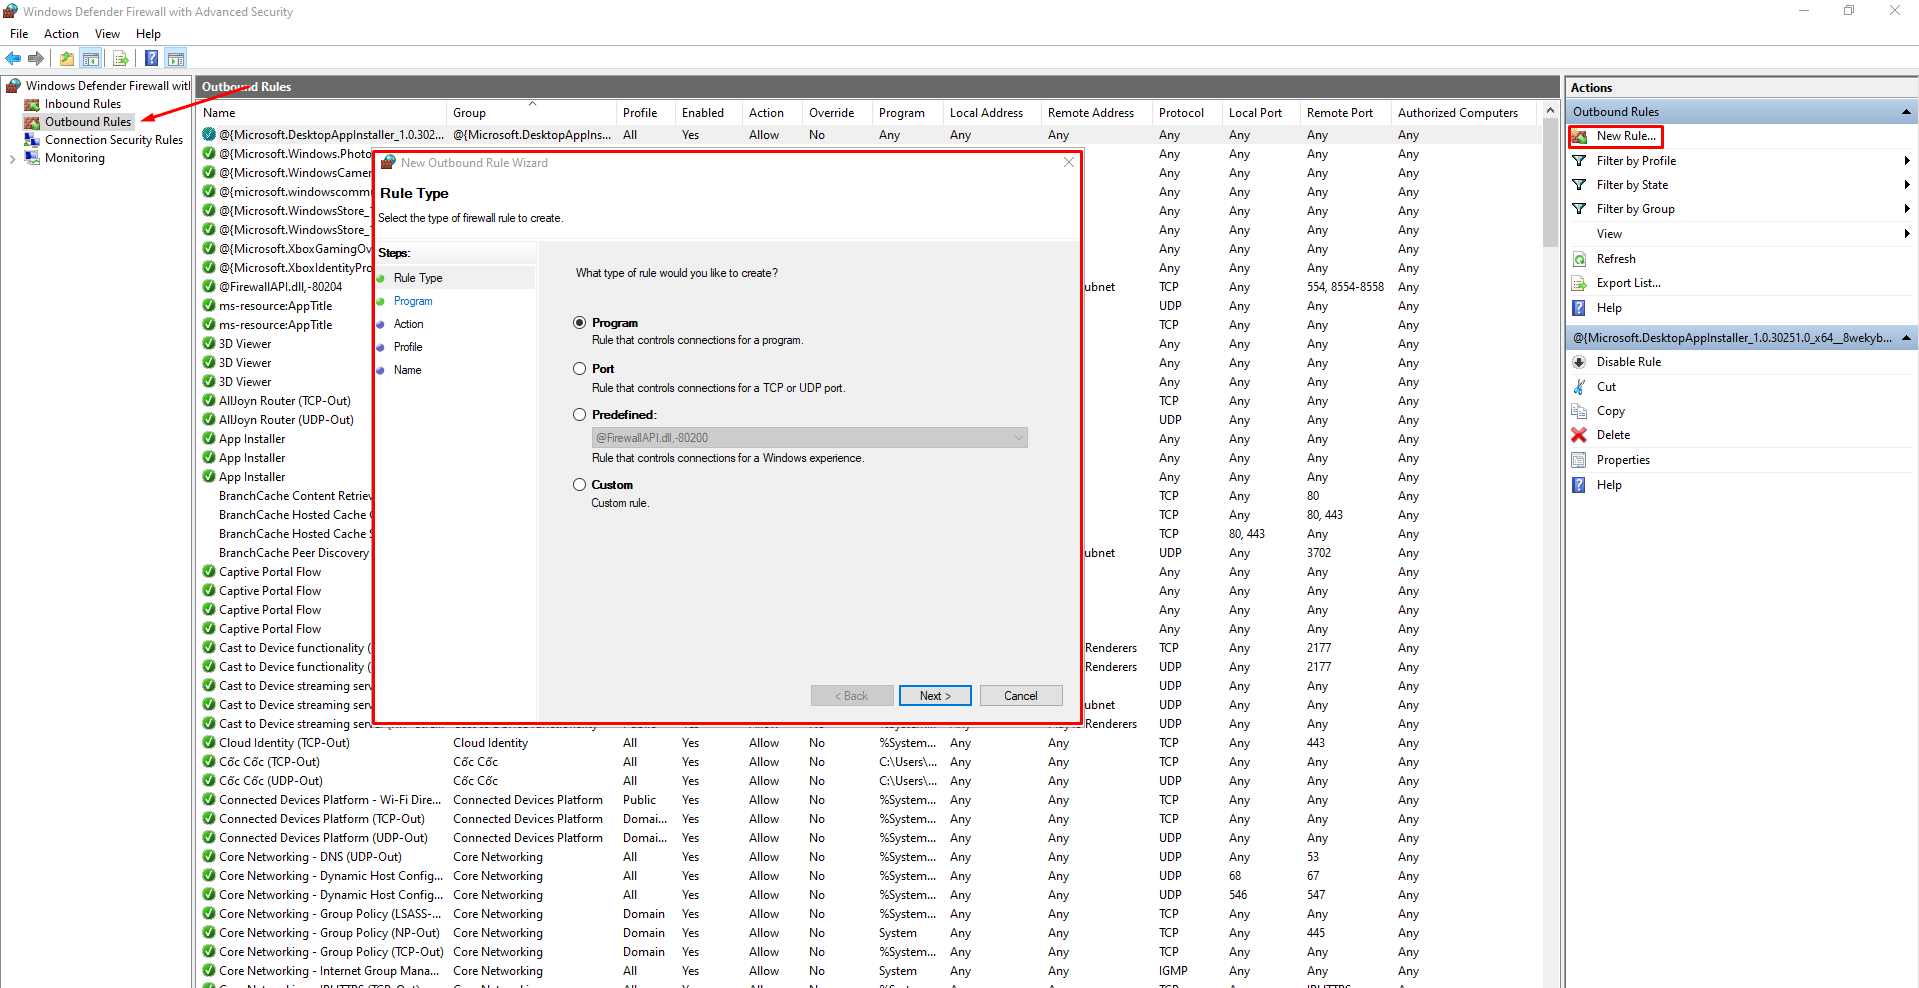 Windows Defender Firewall with Advanced Security
File Action View Help
Windows Defender Firewall witl
Inbound Rules
Outbound Rules
Connection Security Rules
Monitoring
Outbound Rules
Name Group Profile Enabled Action Override Program Local Address Remote Address Protocol Local Port Remote Port Authorized Computers
@{Microsoft.DesktopAppInstaller_1.0.302... @{Microsoft.DesktopAppIns... All Yes Allow No Any Any Any Any Any Any Any
@{Microsoft.Windows.Photo Any Any Any Any
@{Microsoft.WindowsCamer Any Any Any Any
@{microsoft.windowscommu Any Any Any Any
@{Microsoft.WindowsStore_ Any Any Any Any
@{Microsoft.WindowsStore_ Any Any Any Any
@{Microsoft.XboxGamingOv Any Any Any Any
@{Microsoft.XboxIdentityPro Any Any Any Any
@FirewallAPI.dll,-80204 ubnet TCP Any 554, 8554-8558 Any
ms-resource:AppTitle UDP Any Any Any
ms-resource:AppTitle TCP Any Any Any
3D Viewer Any Any Any Any
3D Viewer Any Any Any Any
3D Viewer Any Any Any Any
AllJoyn Router (TCP-Out) TCP Any Any Any
AllJoyn Router (UDP-Out) UDP Any Any Any
App Installer Any Any Any Any
App Installer Any Any Any Any
App Installer Any Any Any Any
BranchCache Content Retriev TCP Any 80 Any
BranchCache Hosted Cache TCP Any 80, 443 Any
BranchCache Hosted Cache S TCP 80, 443 Any Any
BranchCache Peer Discovery ubnet UDP Any 3702 Any
Captive Portal Flow Any Any Any Any
Captive Portal Flow Any Any Any Any
Captive Portal Flow Any Any Any Any
Captive Portal Flow Any Any Any Any
Cast to Device functionality ( Renderers TCP Any 2177 Any
Cast to Device functionality ( Renderers UDP Any 2177 Any
Cast to Device streaming serv UDP Any Any Any
Cast to Device streaming serv ubnet UDP Any Any Any
Cast to Device streaming serv Renderers UDP Any Any Any
Cloud Identity (TCP-Out) Cloud Identity All Yes Allow No %System... Any Any TCP Any 443 Any
Cốc Cốc (TCP-Out) Cốc Cốc All Yes Allow No C:\Users\... Any Any TCP Any Any Any
Cốc Cốc (UDP-Out) Cốc Cốc All Yes Allow No C:\Users\... Any Any UDP Any Any Any
Connected Devices Platform - Wi-Fi Dire... Connected Devices Platform Public Yes Allow No %System... Any Any TCP Any Any Any
Connected Devices Platform (TCP-Out) Connected Devices Platform Domai... Yes Allow No %System... Any Any TCP Any Any Any
Connected Devices Platform (UDP-Out) Connected Devices Platform Domai... Yes Allow No %System... Any Any UDP Any Any Any
Core Networking - DNS (UDP-Out) Core Networking All Yes Allow No %System... Any Any UDP Any 53 Any
Core Networking - Dynamic Host Config... Core Networking All Yes Allow No %System... Any Any UDP 68 67 Any
Core Networking - Dynamic Host Config... Core Networking All Yes Allow No %System... Any Any UDP 546 547 Any
Core Networking - Group Policy (LSASS-... Core Networking Domain Yes Allow No %System... Any Any TCP Any Any Any
Core Networking - Group Policy (NP-Out) Core Networking Domain Yes Allow No System Any Any TCP Any 445 Any
Core Networking - Group Policy (TCP-Out) Core Networking Domain Yes Allow No %System... Any Any TCP Any Any Any
Core Networking - Internet Group Mana... Core Networking All Yes Allow No System Any Any IGMP Any Any Any
New Outbound Rule Wizard
Rule Type
Select the type of firewall rule to create.
Steps:
Rule Type
Program
Action
Profile
Name
What type of rule would you like to create?
Program
Rule that controls connections for a program.
Port
Rule that controls connections for a TCP or UDP port.
Predefined:
@FirewallAPI.dll,-80200
Rule that controls connections for a Windows experience.
Custom
Custom rule.
< Back Next > Cancel
Actions
Outbound Rules
New Rule...
Filter by Profile
Filter by State
Filter by Group
View
Refresh
Export List...
Help
@{Microsoft.DesktopAppInstaller_1.0.30251.0_x64__8wekyb...
Disable Rule
Cut
Copy
Delete
Properties
Help